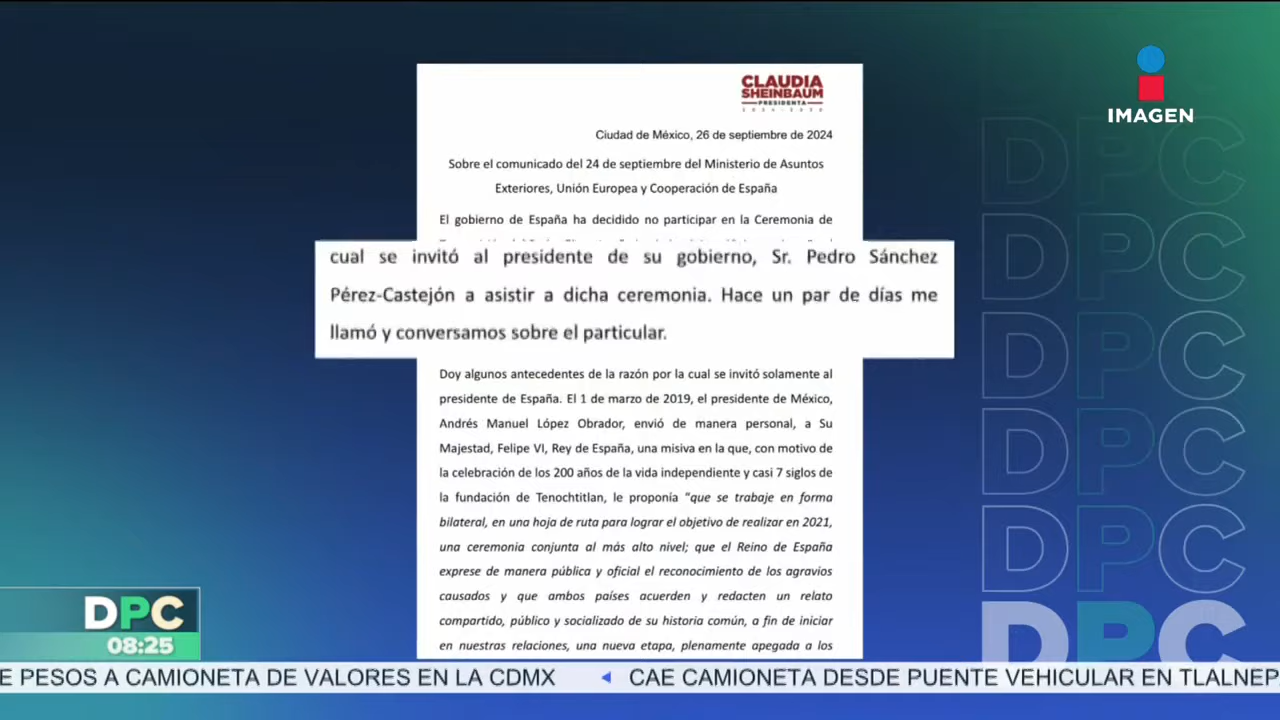 CLAUDIA
SHEINBAUM
PRESIDENTA
IMAGEN
Ciudad de México, 26 de septiembre de 2024
Sobre el comunicado del 24 de septiembre del Ministerio de Asuntos
Exteriores, Unión Europea y Cooperación de España
El gobierno de España ha decidido no participar en la Ceremonia de
cual se invitó al presidente de su gobierno, Sr. Pedro Sánchez
Pérez-Castejón a asistir a dicha ceremonia. Hace un par de días me
llamó y conversamos sobre el particular.
Doy algunos antecedentes de la razón por la cual se invitó solamente al
presidente de España. El 1 de marzo de 2019, el presidente de México,
Andrés Manuel López Obrador, envió de manera personal, a Su
Majestad, Felipe VI, Rey de España, una misiva en la que, con motivo de
la celebración de los 200 años de la vida independiente y casi 7 siglos de
la fundación de Tenochtitlan, le proponía "que se trabaje en forma
bilateral, en una hoja de ruta para lograr el objetivo de realizar en 2021,
una ceremonia conjunta al más alto nivel; que el Reino de España
exprese de manera pública y oficial el reconocimiento de los agravios
causados y que ambos países acuerden y redacten un relato
compartido, público y socializado de su historia común, a fin de iniciar
en nuestras relaciones, una nueva etapa, plenamente apegada a los
DPC
DPC
DPC
DPC
DPC
DPC
DPC
08:25
E PESOS A CAMIONETA DE VALORES EN LA CDMX
CAE CAMIONETA DESDE PUENTE VEHICULAR EN TLALNEP